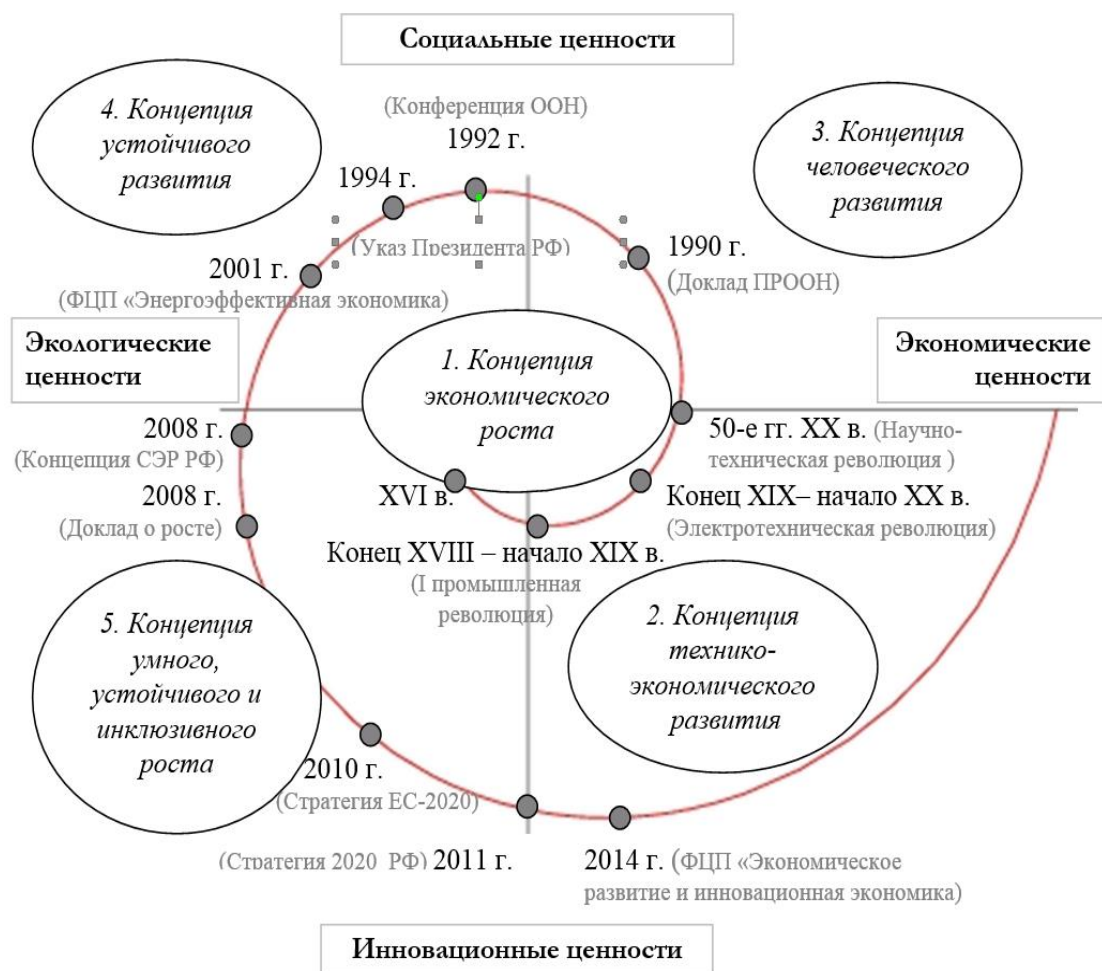 Социальные ценности
4. Концепция
устойчивого
развития
(Конференция ООН)
1992 г.
3. Концепция
человеческого
развития
1994 г.
(Указ Президента РФ)
1990 г.
(Доклад ПРООН)
2001 г.
(ФЦП «Энергоэффективная экономика)
Экологические
ценности
1. Концепция
экономического
роста
Экономические
ценности
2008 г.
(Концепция СЭР РФ)
50-е гг. XX в. (Научно-
техническая революция )
2008 г.
(Доклад о росте)
XVI в.
Конец XIX– начало XX в.
(Электротехническая революция)
Конец XVIII – начало XIX в.
(I промышленная
революция)
5. Концепция
умного,
устойчивого и
инклюзивного
роста
2. Концепция
технико-
экономического
развития
2010 г.
(Стратегия ЕС-2020)
(Стратегия 2020 РФ) 2011 г.
2014 г. (ФЦП «Экономическое
развитие и инновационная экономика)
Инновационные ценности